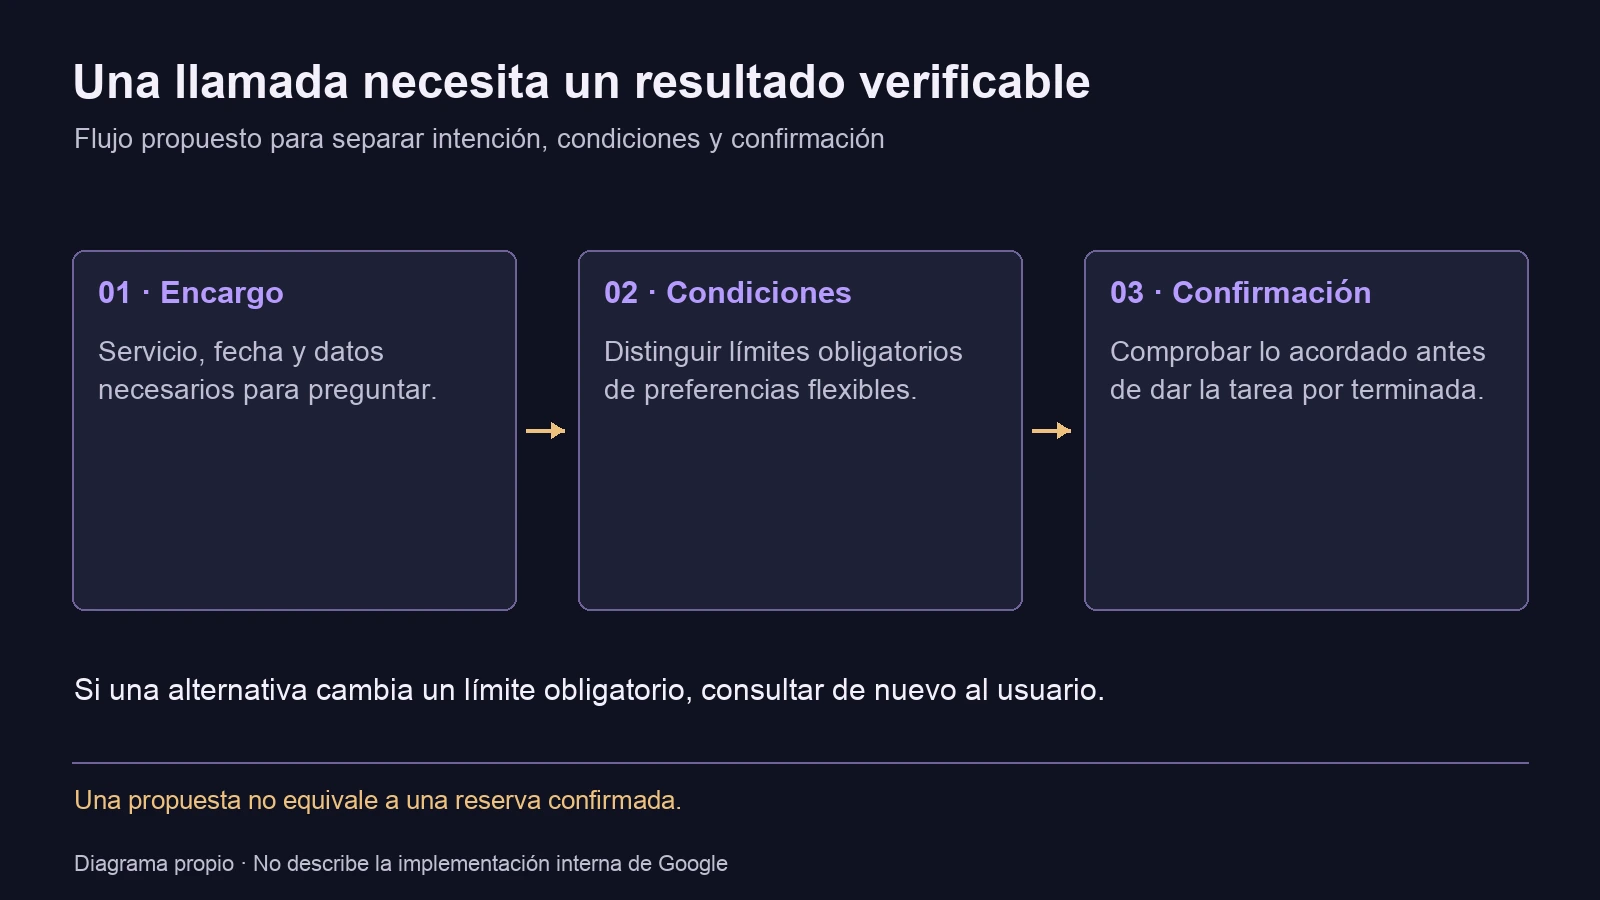 Una llamada necesita un resultado verificable
Flujo propuesto para separar intención, condiciones y confirmación
01 · Encargo
Servicio, fecha y datos
necesarios para preguntar.
02 · Condiciones
Distinguir límites obligatorios
de preferencias flexibles.
03 · Confirmación
Comprobar lo acordado antes
de dar la tarea por terminada.
Si una alternativa cambia un límite obligatorio, consultar de nuevo al usuario.
Una propuesta no equivale a una reserva confirmada.
Diagrama propio · No describe la implementación interna de Google